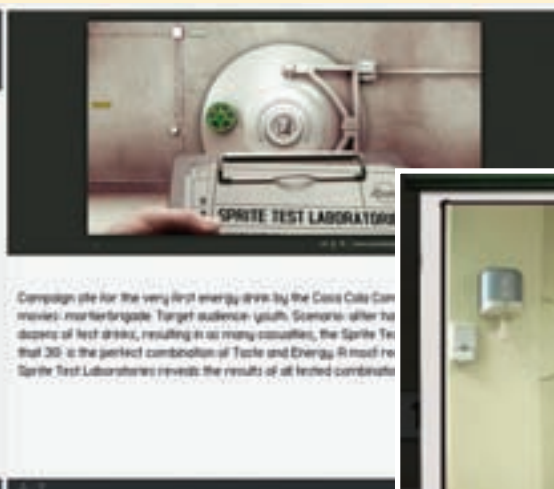 SPRITE TEST LABORATORIE
Campaign site for the very first energy drink by the Coca Cola Com
movies: mortierbrigade. Target audience: youth. Scenario: after ha
dozens of test drinks, resulting in as many casualties, the Sprite Te
that 3G is the perfect combination of Taste and Energy. A most re
Sprite Test Laboratories reveals the results of all tested combinatio